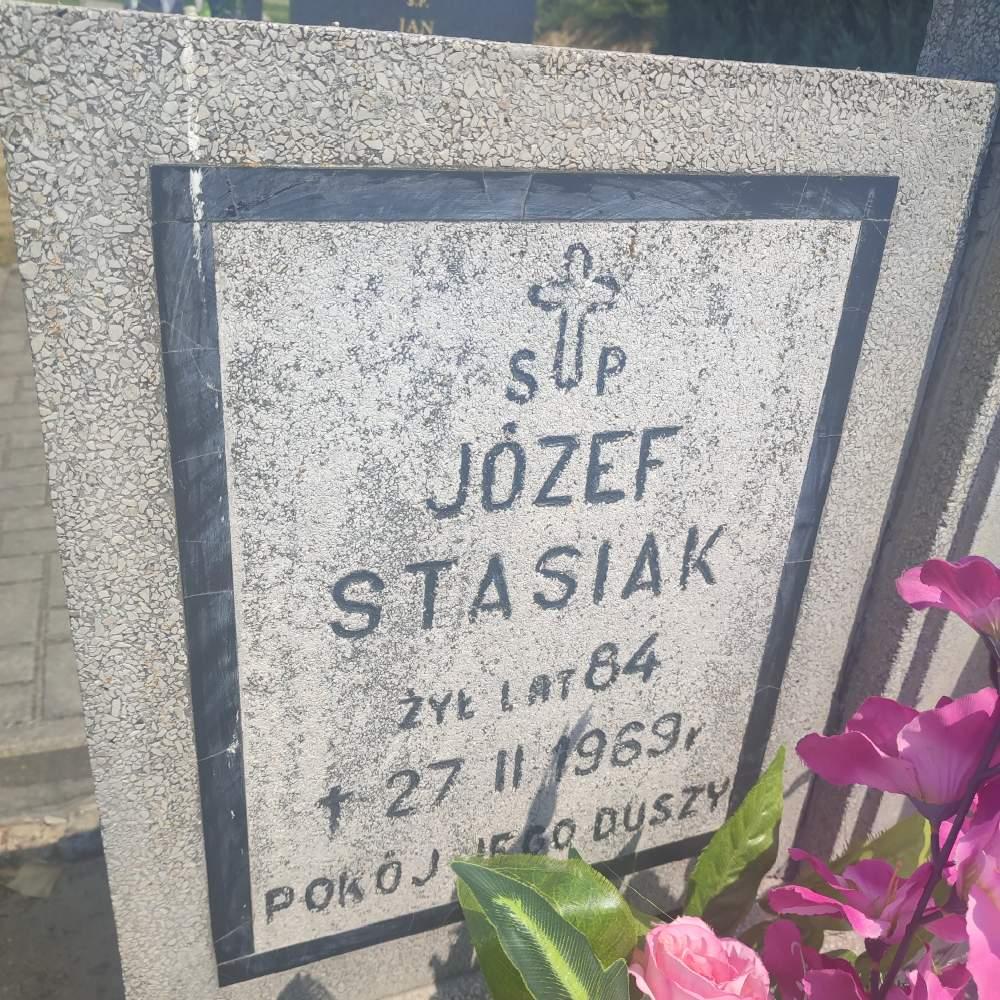 Ś.P.
JAN
S P
JÓZEF
STASIAK
ŻYŁ LAT 84
† 27 II 1969r
POKÓJ JEGO DUSZY